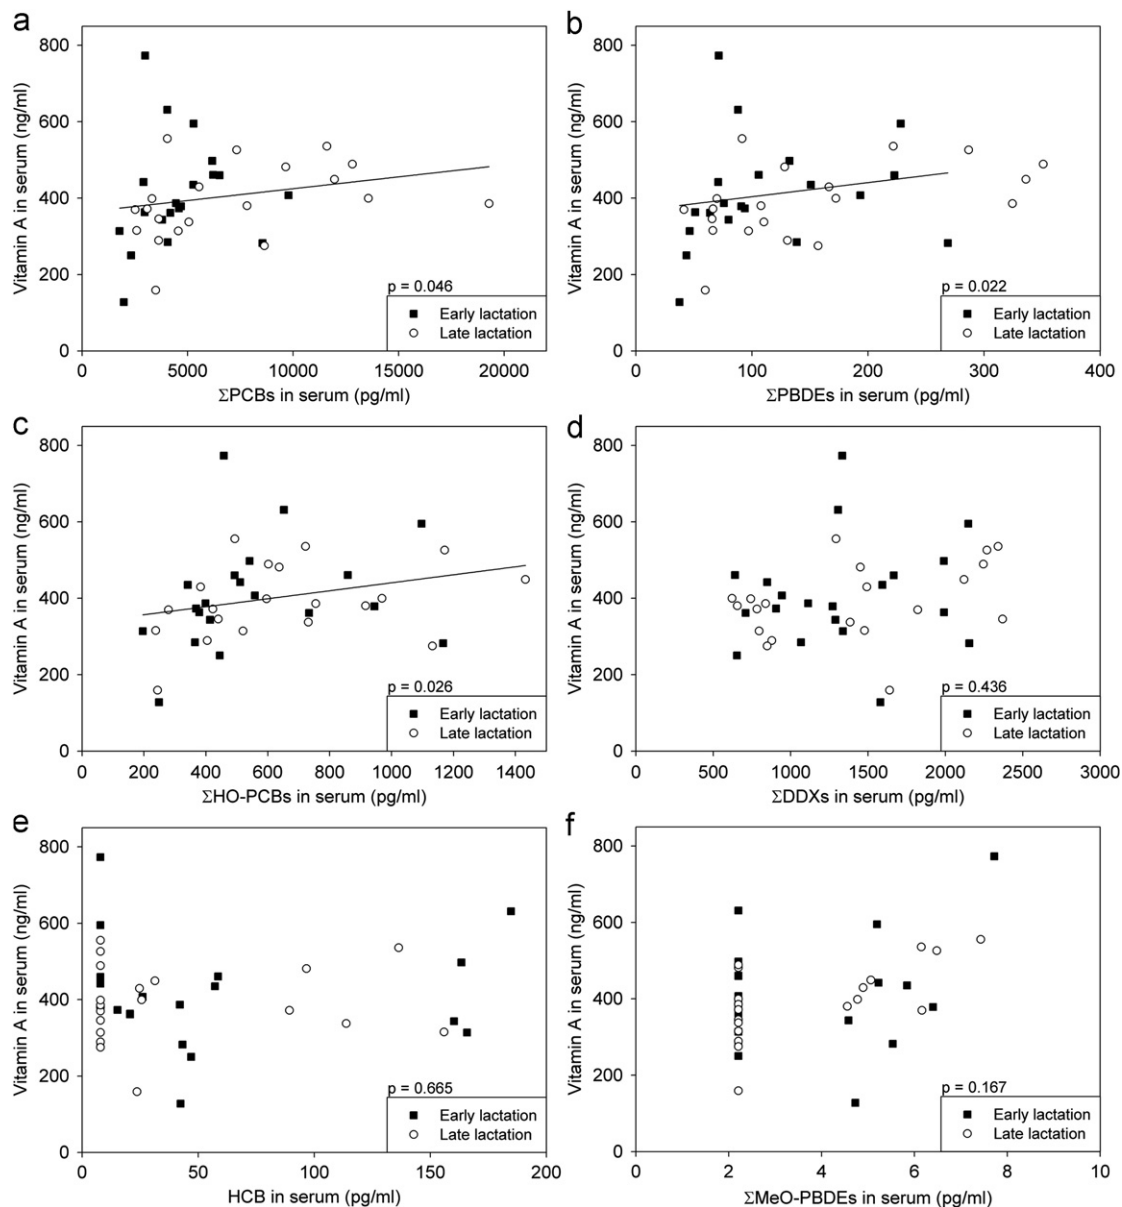 a
800
600
400
200
0
Vitamin A in serum (ng/ml)
p = 0.046
Early lactation
Late lactation
0 5000 10000 15000 20000
ΣPCBs in serum (pg/ml)
b
800
600
400
200
0
Vitamin A in serum (ng/ml)
p = 0.022
Early lactation
Late lactation
0 100 200 300 400
ΣPBDEs in serum (pg/ml)
c
800
600
400
200
0
Vitamin A in serum (ng/ml)
p = 0.026
Early lactation
Late lactation
0 200 400 600 800 1000 1200 1400
ΣHO-PCBs in serum (pg/ml)
d
800
600
400
200
0
Vitamin A in serum (ng/ml)
p = 0.436
Early lactation
Late lactation
0 500 1000 1500 2000 2500 3000
ΣDDXs in serum (pg/ml)
e
800
600
400
200
0
Vitamin A in serum (ng/ml)
p = 0.665
Early lactation
Late lactation
0 50 100 150 200
HCB in serum (pg/ml)
f
800
600
400
200
0
Vitamin A in serum (ng/ml)
p = 0.167
Early lactation
Late lactation
0 2 4 6 8 10
ΣMeO-PBDEs in serum (pg/ml)